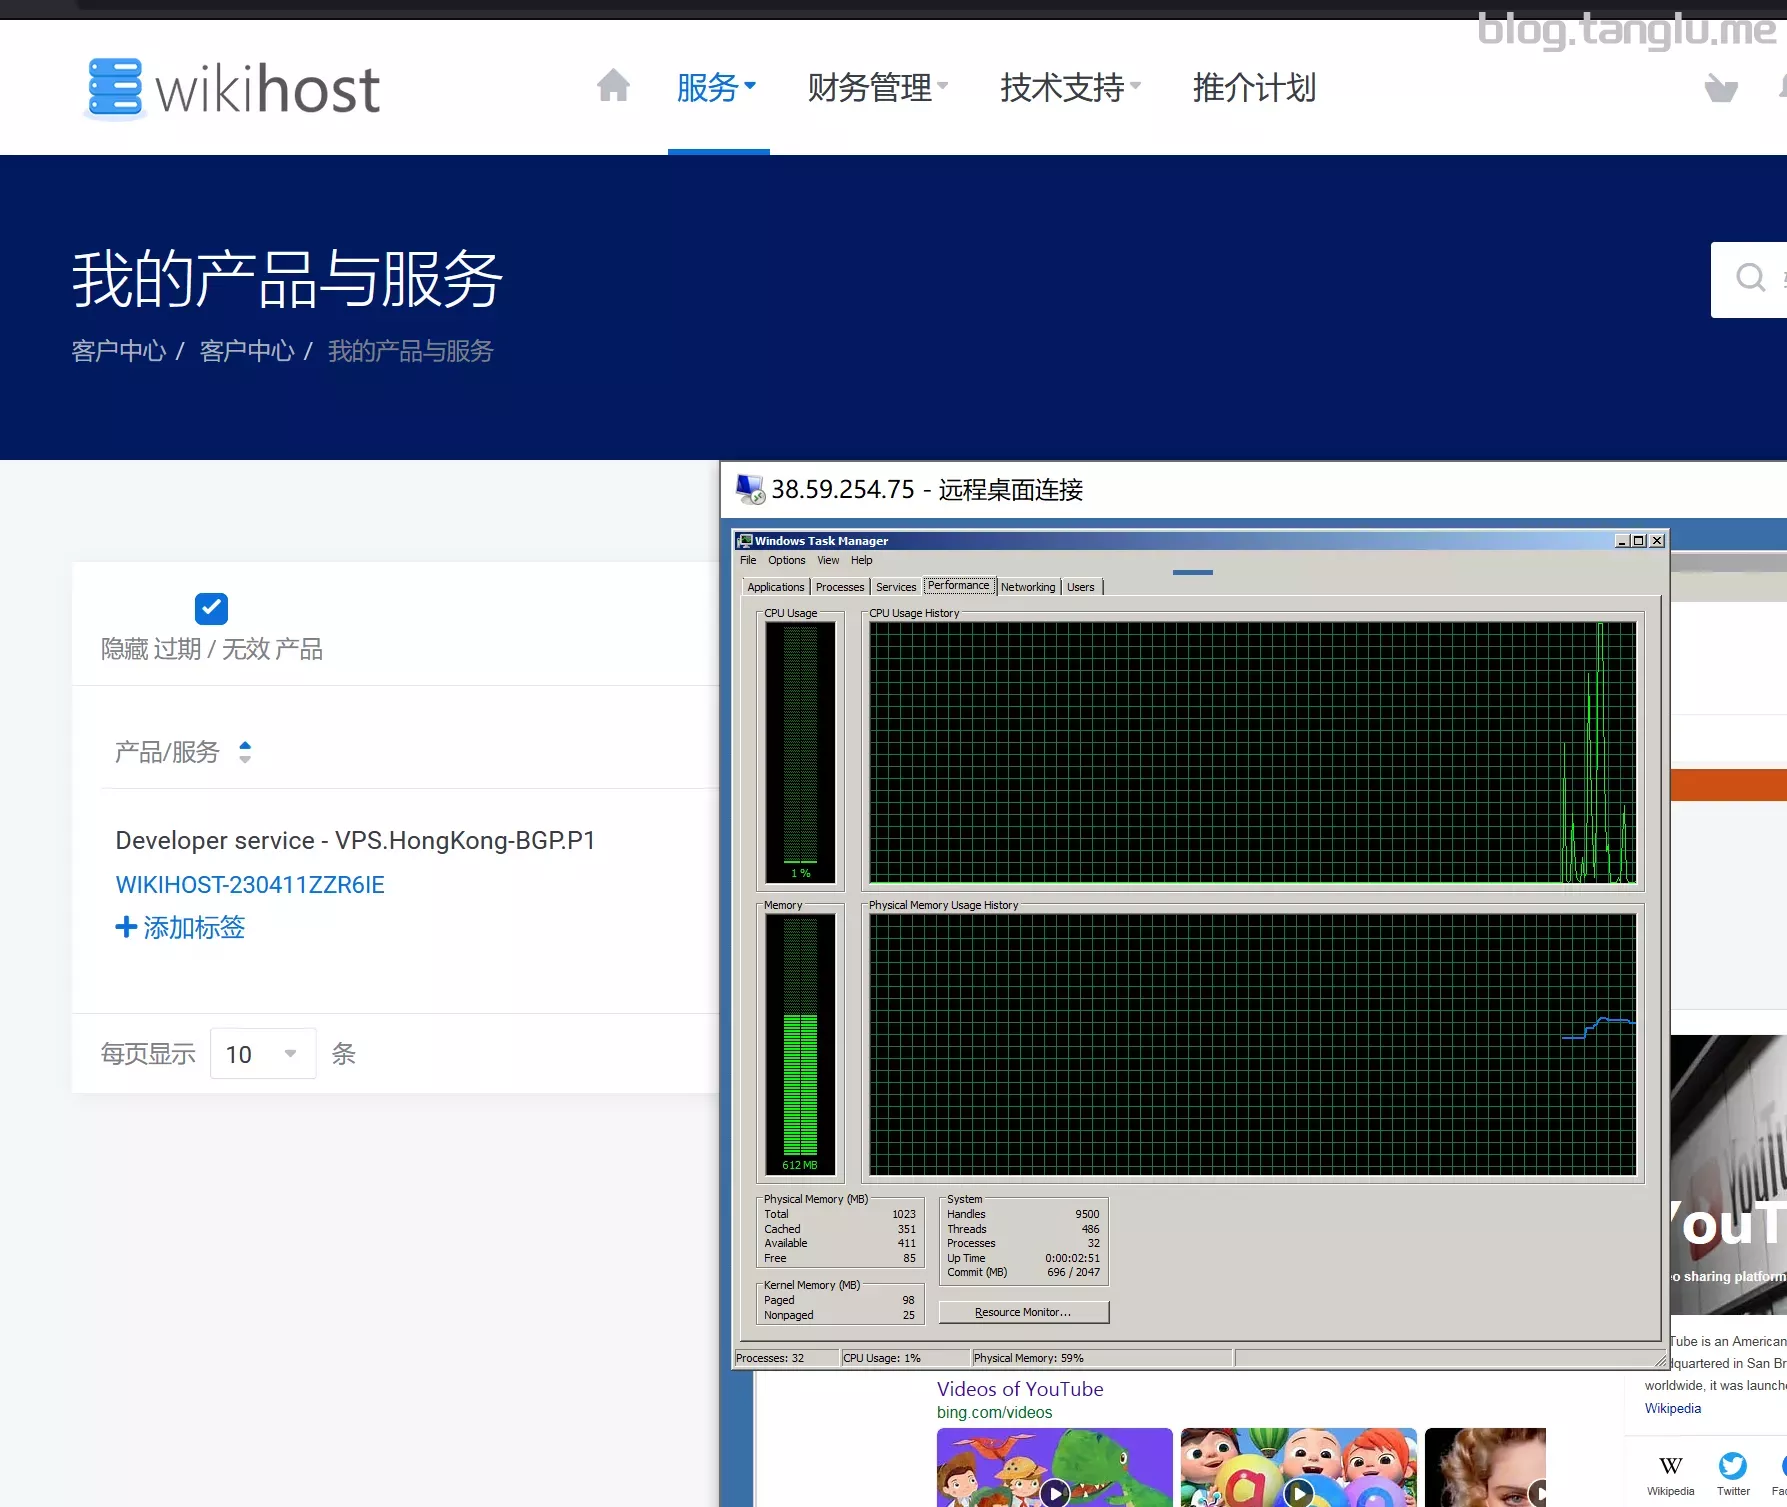 blog.tanglu.me
wikihost
服务
财务管理
技术支持
推介计划
我的产品与服务
客户中心 / 客户中心 / 我的产品与服务
隐藏 过期 / 无效 产品
产品/服务
Developer service - VPS.HongKong-BGP.P1
WIKIHOST-230411ZZR6IE
添加标签
每页显示 10 条
38.59.254.75 - 远程桌面连接
Windows Task Manager
File Options View Help
Applications Processes Services Performance Networking Users
CPU Usage
CPU Usage History
1 %
Memory
Physical Memory Usage History
612 MB
Physical Memory (MB)
Total 1023
Cached 351
Available 411
Free 85
Kernel Memory (MB)
Paged 98
Nonpaged 25
System
Handles 9500
Threads 486
Processes 32
Up Time 0:00:02:51
Commit (MB) 696 / 2047
Resource Monitor...
Processes: 32 CPU Usage: 1% Physical Memory: 59%
Videos of YouTube
bing.com/videos
YouT
sharing platform
Tube is an American
dquartered in San Br
worldwide, it was launche
Wikipedia
W
Wikipedia Twitter Fa